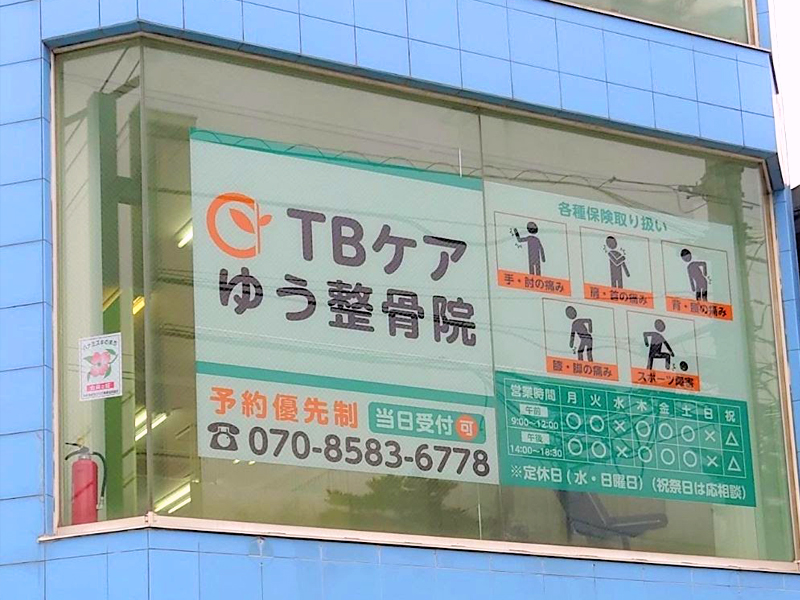 TBケア
ゆう整骨院
予約優先制 当日受付可
☎070-8583-6778
各種保険取り扱い
手・肘の痛み
肩・首の痛み
背・腰の痛み
膝・脚の痛み
スポーツ障害
営業時間 月 火 水 木 金 土 日 祝
午前
9:00〜12:00 〇 〇 × 〇 〇 〇 × △
午後
14:00〜18:30 〇 〇 × 〇 〇 〇 × △
※定休日(水・日曜日)(祝祭日は応相談)